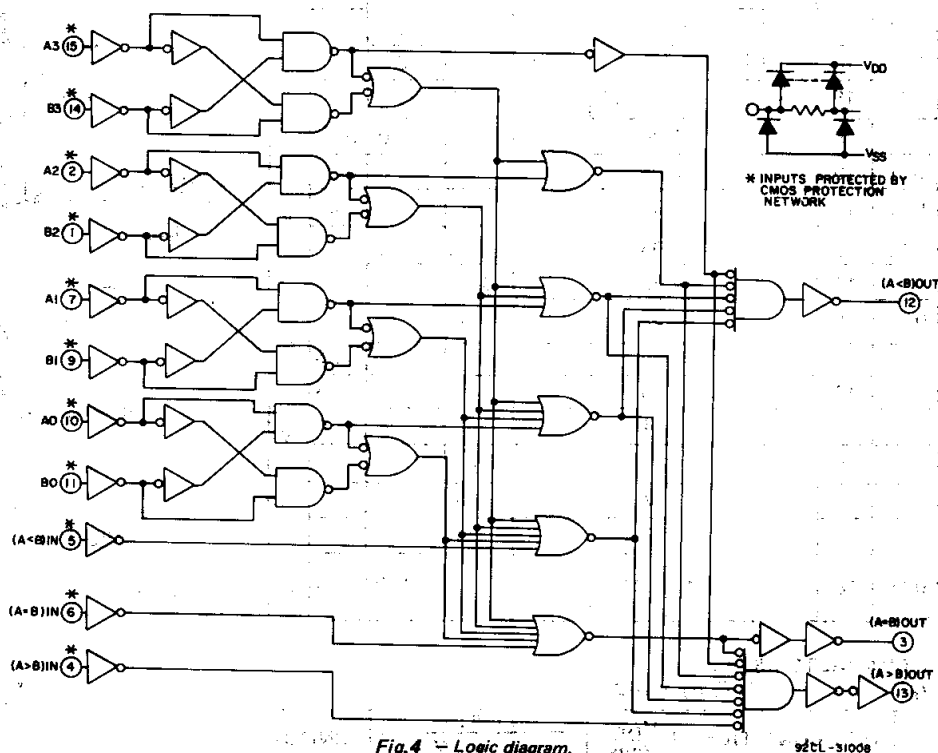 A3 * 15
B3 * 14
A2 * 2
B2 * 1
A1 * 7
B1 * 9
A0 * 10
B0 * 11
(A<B)IN * 5
(A=B)IN * 6
(A>B)IN * 4
VDD
VSS
* INPUTS PROTECTED BY
CMOS PROTECTION
NETWORK
(A<B)OUT
12
(A=B)OUT
3
(A>B)OUT
13
Fig.4 – Logic diagram.
92CL-31008